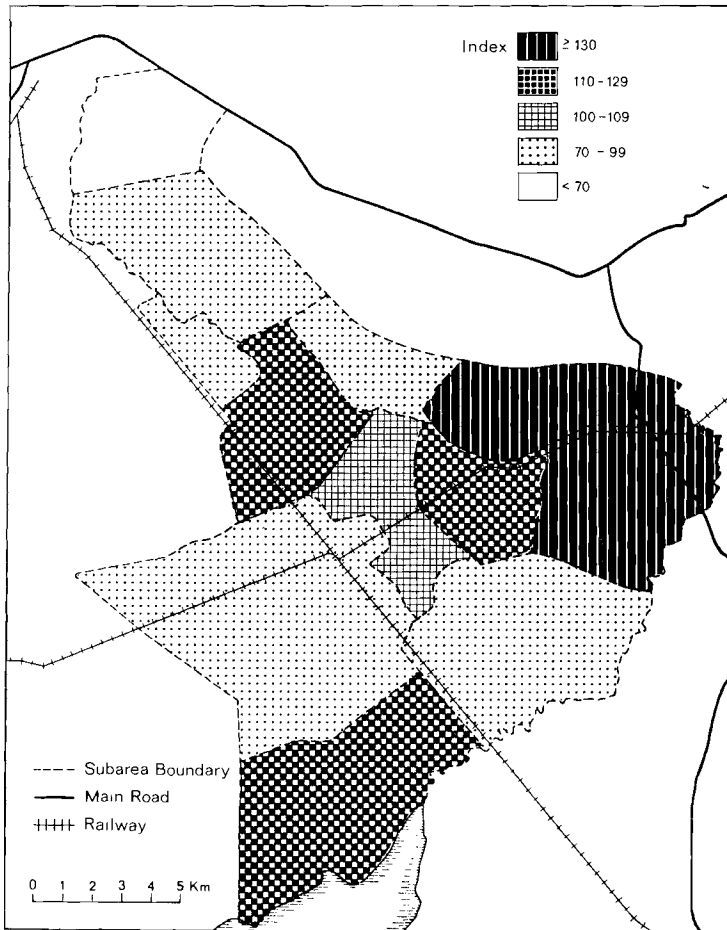 Index ≥ 130
110 - 129
100 - 109
70 - 99
< 70
Subarea Boundary
Main Road
Railway
0 1 2 3 4 5 Km